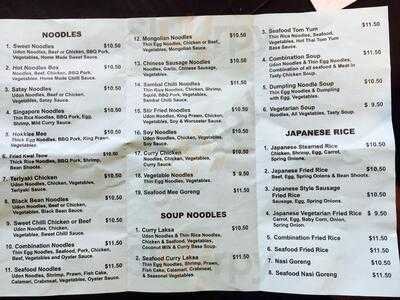 NOODLES
1. Sweet Noodles $10.50
Udon Noodles, Beef or Chicken, BBQ Pork,
Vegetables, Home Made Sweet Sauce.
2. Hot Noodles Box $10.50
Noodles, Beef, Chicken, BBQ Pork,
Vegetables, Home Made Chilli Sauce.
3. Satay Noodles $10.50
Udon Noodles, Beef or Chicken,
Vegetables, Satay Sauce.
4. Singapore Noodles $10.50
Thin Rice Noodles, BBQ Pork, Egg,
Shrimp, Mild Curry Sauce.
5. Hokkien Mee $10.50
Thick Egg Noodles, BBQ Pork, King Prawn,
Vegetables.
6. Fried Kwai Teow $10.50
Thick Rice Noodles, BBQ Pork, Shrimp,
Bean Shoots.
7. Teriyaki Chicken $10.50
Udon Noodles, Chicken, Vegetables,
Teriyaki Sauce.
8. Black Bean Noodles $10.50
Udon Noodles, Beef or Chicken,
Vegetables, Black Bean Sauce.
9. Sweet Chilli Chicken or Beef $10.50
Udon Noodles, Chicken,
Vegetables, Sweet Chilli Sauce.
10. Combination Noodles $11.50
Thin Egg Noodles, Seafood, Pork, Chicken,
Beef, Vegetables and Oyster Sauce.
11. Seafood Noodles $11.50
Udon Noodles, Shrimp, Prawn, Fish Cake,
Calamari, Crabmeat, Vegetables, Oyster Sauce.
12. Mongolian Noodles $10.50
Thin Egg Noodles, Chicken or Beef,
Vegetables, Mongolian Sauce.
13. Chinese Sausage Noodles $10.50
Noodles, Garlic, Chinese Sausage,
Vegetables.
14. Sambal Chilli Noodles $11.50
Thin Rice Noodles, Chicken, Shrimp,
Squid, BBQ Pork, Vegetables,
Sambal Chilli Sauce.
15. Stir Fried Noodles $10.50
Udon Noodles, King Prawn, Chicken,
Vegetables, Soy & Worcester Sauce.
16. Soy Noodles $10.50
Udon Noodles, Chicken, Vegetables,
Soy Sauce.
17. Curry Chicken $10.50
Noodles, Chicken, Vegetables,
Curry Sauce.
18. Vegetable Noodles $10.50
Thin Egg Noodles, Vegetables.
19. Seafood Mee Goreng $11.50
SOUP NOODLES
1. Curry Laksa $10.50
Udon Noodles & Thin Rice Noodles,
Chicken & Seafood, Vegetables,
Coconut Milk & Curry Base Soup.
2. Seafood Curry Laksa $11.50
Thin Egg Noodles, Shrimp, Prawn,
Fish Cake, Calamari, Crabmeat,
& Seasonal Vegetables.
3. Seafood Tom Yum $11.50
Thin Rice Noodles, Seafood,
Vegetables, Hot Thai Tom Yum
Base Sauce.
4. Combination Soup $11.50
Udon Noodles & Thin Egg Noodles,
Combination of all seafood & Meat in
Tasty Chicken Soup.
5. Dumpling Noodle Soup $10.50
Thin Egg Noodles & Dumpling
with Egg, Vegetables.
6. Vegetarian Soup $ 9.50
Noodles, All Vegetables, Tasty Soup.
JAPANESE RICE
1. Japanese Steamed Rice $10.50
Chicken, Shrimp, Egg, Carrot,
Spring Onions.
2. Japanese Fried Rice $10.50
Beef, Egg, Spring Onions & Bean Shoots.
3. Japanese Style Sausage $10.50
Fried Rice
Sausage, Egg, Spring Onions.
4. Japanese Vegetarian Fried Rice $ 9.50
Carrot, Egg, Baby Corn, Onion,
Spring Onion.
5. Combination Fried Rice $11.50
6. Seafood Fried Rice $11.50
7. Nasi Goreng $10.50
8. Seafood Nasi Goreng $11.50